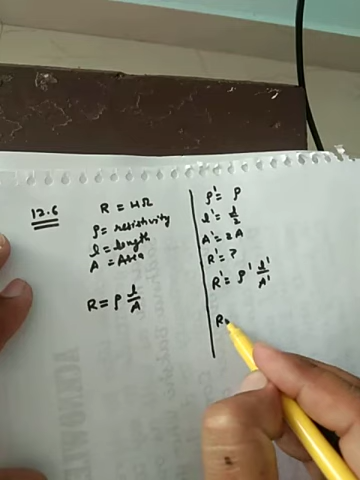 12.6
R = 4Ω
ρ = resistivity
l = length
A = Area
R = ρ l/A
ρ' = ρ
l' = l/2
A' = 2A
R' = ?
R' = ρ' l'/A'
R